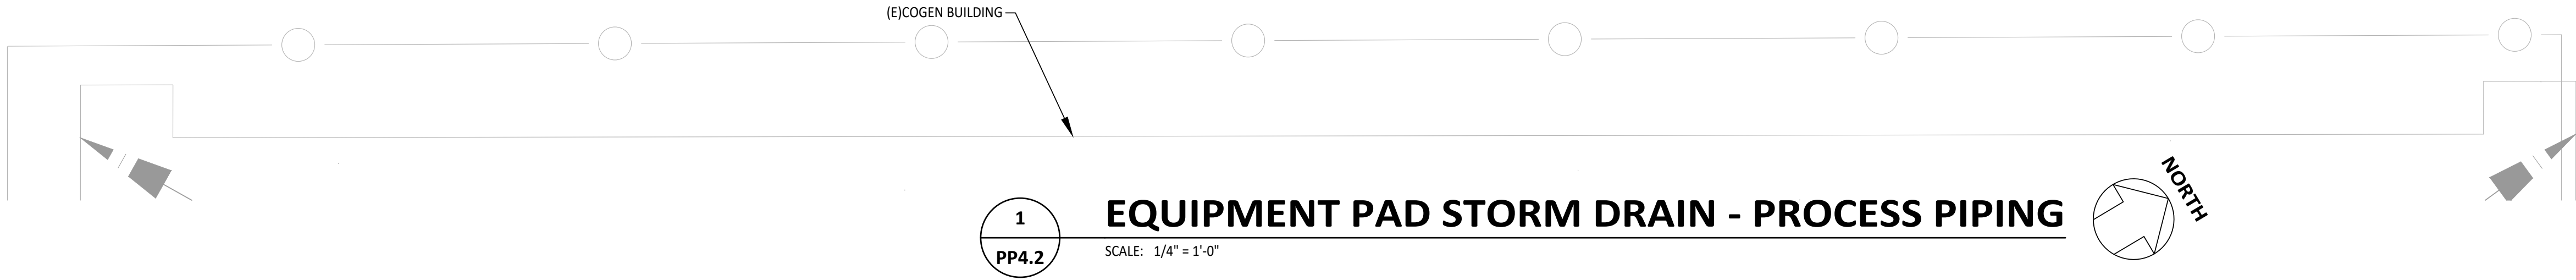 (E)COGEN BUILDING
NORTH
1
EQUIPMENT PAD STORM DRAIN - PROCESS PIPING
PP4.2
SCALE: 1/4" = 1'-0"